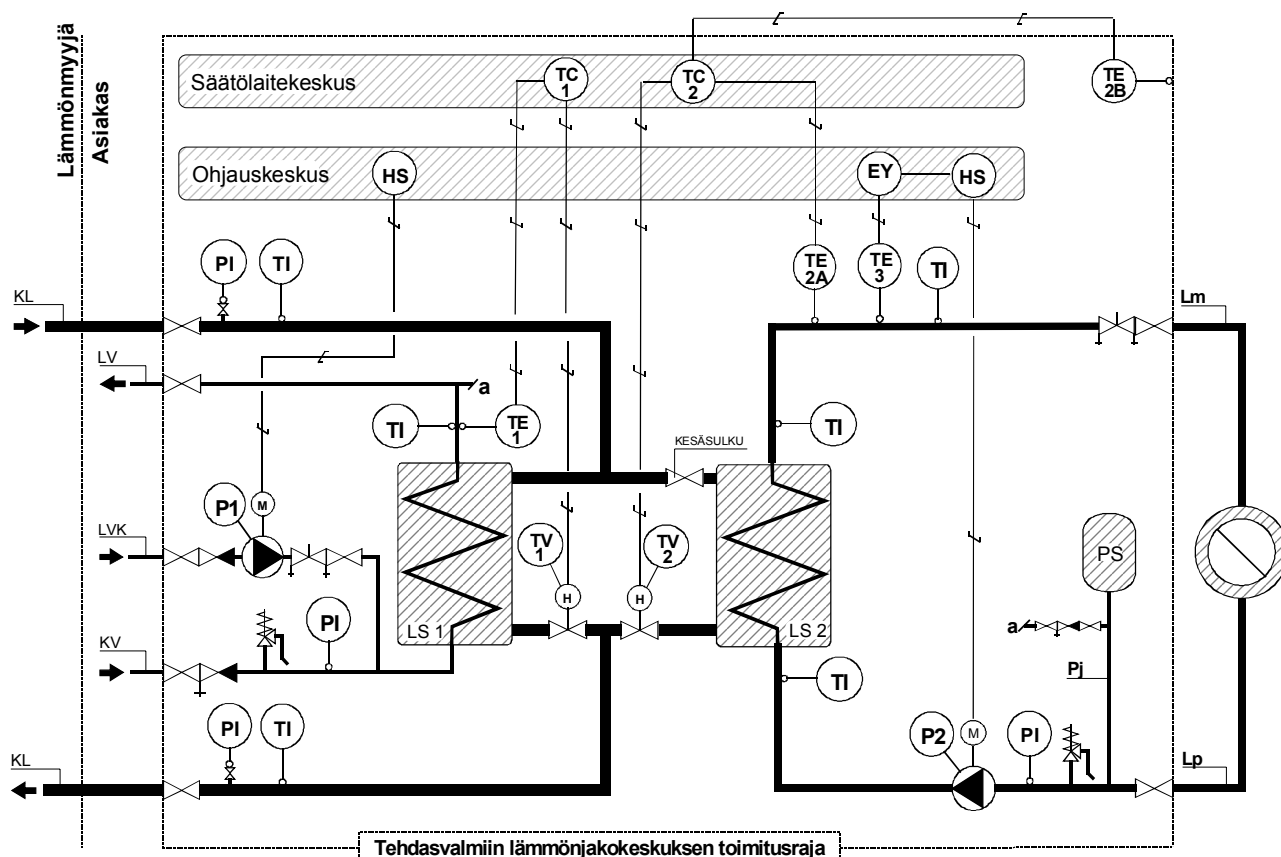 Lämmönmyyjä
Asiakas
Säätölaitekeskus
TC 1
TC 2
TE 2B
Ohjauskeskus
HS
EY
HS
PI
TI
TE 2A
TE 3
TI
KL
Lm
LV
a
TI
TE 1
TI
KESÄSULKU
P1
M
LVK
TV 1
TV 2
PS
H
H
PI
LS 1
LS 2
a
KV
TI
Pj
PI
TI
P2
M
PI
KL
Lp
Tehdasvalmiin lämmönjakokeskuksen toimitusraja